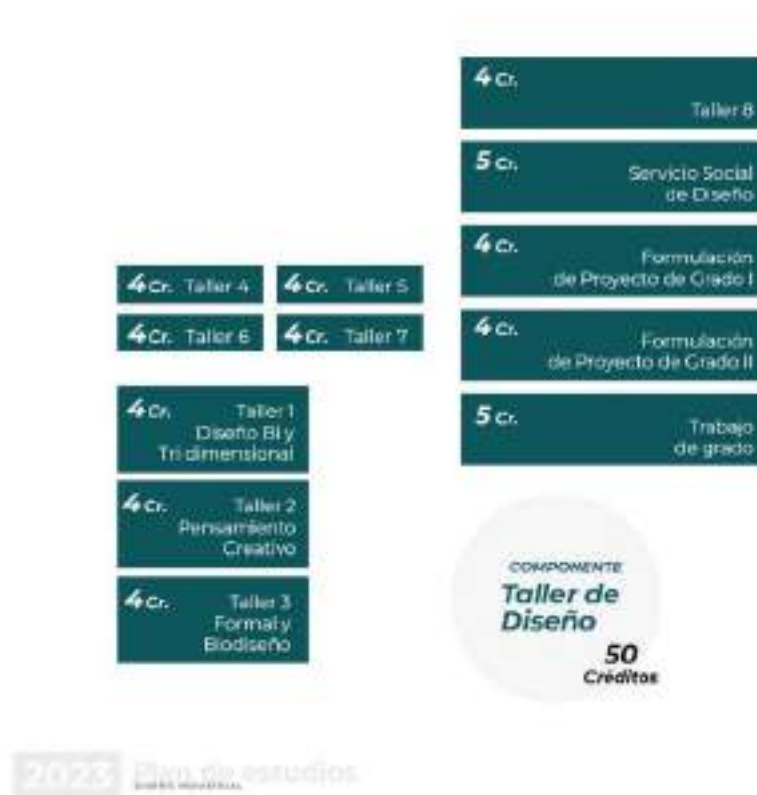 4 Cr.
Taller 8
5 Cr.
Servicio Social
de Diseño
4 Cr.
Formulación
de Proyecto de Grado I
4 Cr.
Formulación
de Proyecto de Grado II
5 Cr.
Trabajo
de grado
4 Cr. Taller 4
4 Cr. Taller 5
4 Cr. Taller 6
4 Cr. Taller 7
4 Cr. Taller 1
Diseño Bi y
Tri dimensional
4 Cr. Taller 2
Pensamiento
Creativo
4 Cr. Taller 3
Formal y
Biodiseño
COMPONENTE
Taller de
Diseño
50
Créditos
2023 Plan de estudios
DISEÑO INDUSTRIAL